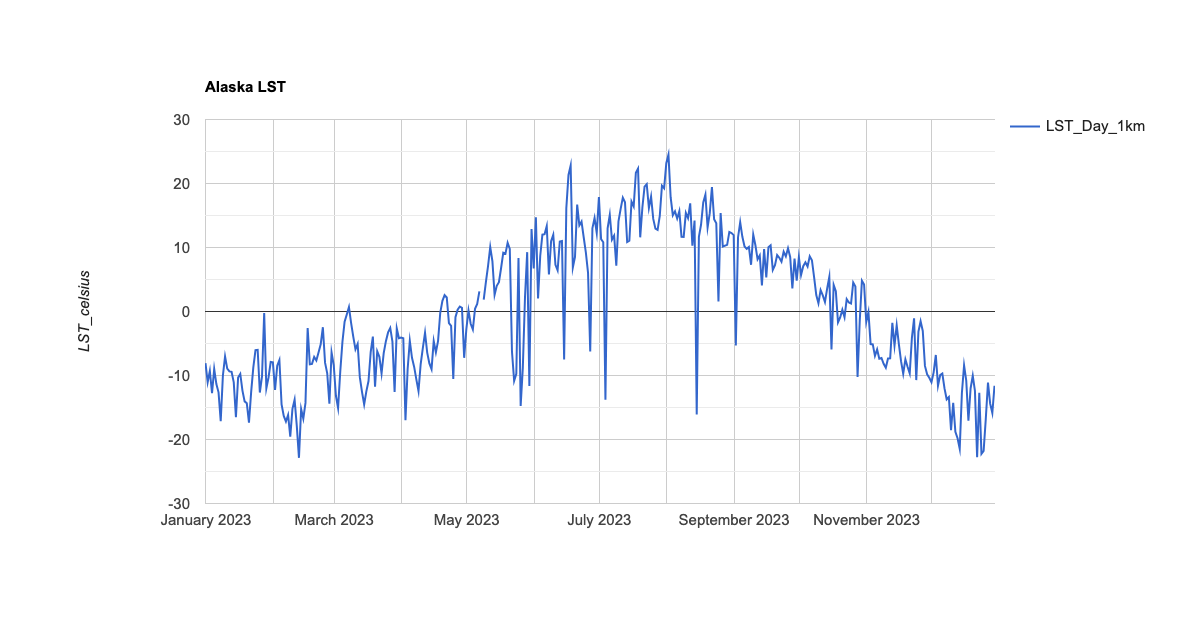 Alaska LST
LST_Day_1km
LST_celsius
30
20
10
0
-10
-20
-30
January 2023
March 2023
May 2023
July 2023
September 2023
November 2023